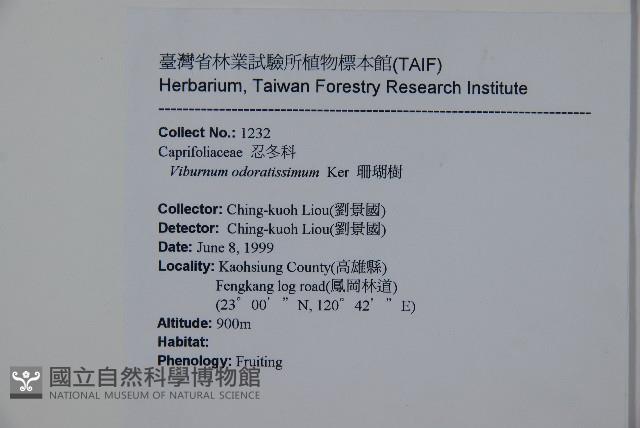 臺灣省林業試驗所植物標本館(TAIF)
Herbarium, Taiwan Forestry Research Institute
Collect No.: 1232
Caprifoliaceae 忍冬科
Viburnum odoratissimum Ker 珊瑚樹
Collector: Ching-kuoh Liou(劉景國)
Detector: Ching-kuoh Liou(劉景國)
Date: June 8, 1999
Locality: Kaohsiung County(高雄縣)
Fengkang log road(鳳岡林道)
(23° 00' " N, 120° 42' " E)
Altitude: 900m
Habitat:
Phenology: Fruiting
國立自然科學博物館
NATIONAL MUSEUM OF NATURAL SCIENCE